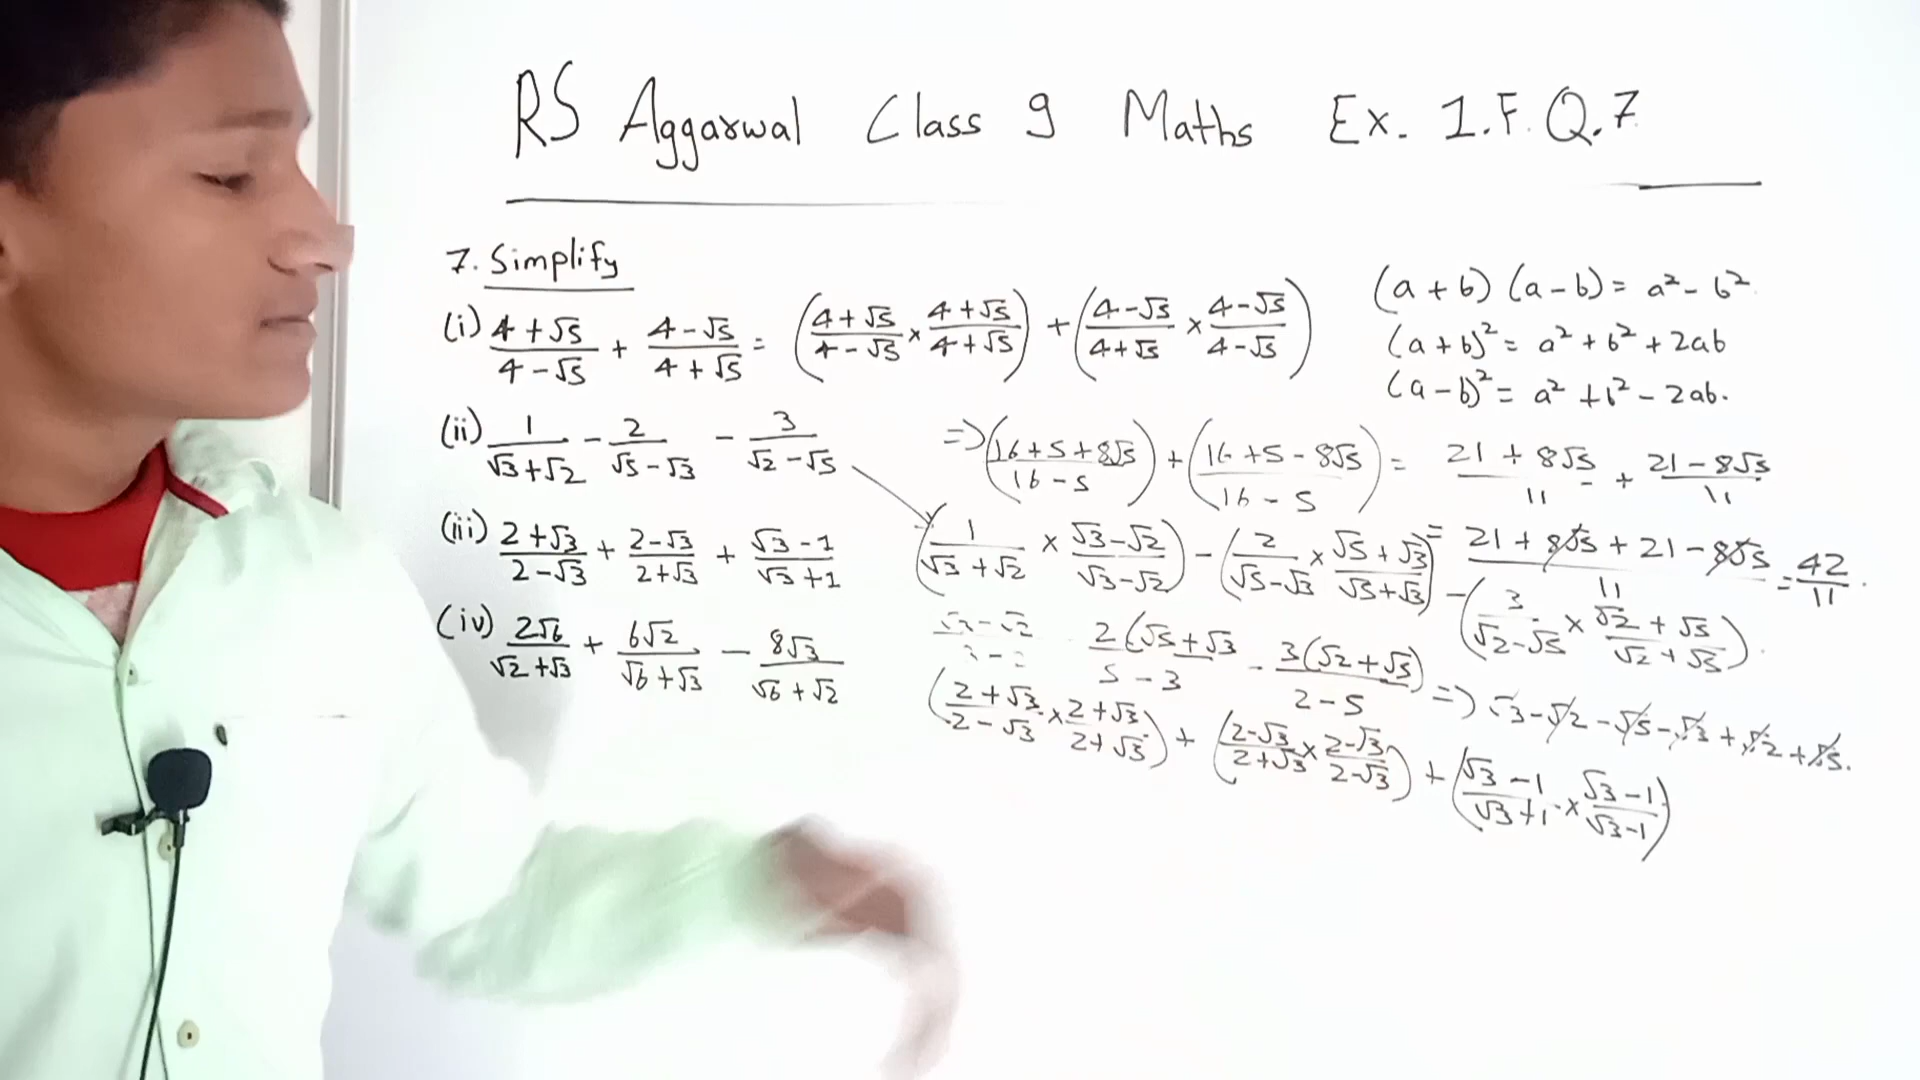 RS Aggarwal Class 9 Maths Ex. 1.F. Q.7
7. Simplify
(i) (4+√5)/(4-√5) + (4-√5)/(4+√5) = ((4+√5)/(4-√5) × (4+√5)/(4+√5)) + ((4-√5)/(4+√5) × (4-√5)/(4-√5))
(a+b) (a-b) = a²-b²
(a+b)² = a²+b²+2ab
(a-b)² = a²+b²-2ab.
(ii) 1/(√3+√2) - 2/(√5-√3) - 3/(√2-√5)
=> ((16+5+8√5)/(16-5)) + ((16+5-8√5)/(16-5)) = (21+8√5)/11 + (21-8√5)/11
= (21+8√5+21-8√5)/11 = 42/11.
(iii) (2+√3)/(2-√3) + (2-√3)/(2+√3) + (√3-1)/(√3+1)
(1/(√3+√2) × (√3-√2)/(√3-√2)) - (2/(√5-√3) × (√5+√3)/(√5+√3)) - (3/(√2-√5) × (√2+√5)/(√2+√5)).
(iv) 2√6/(√2+√3) + 6√2/(√6+√3) - 8√3/(√6+√2)
√3-√2 2(√5+√3)/(5-3) - 3(√2+√5)/(2-5) => √3-√2-√5-√3+√2+√5.
((2+√3)/(2-√3) × (2+√3)/(2+√3)) + ((2-√3)/(2+√3) × (2-√3)/(2-√3)) + ((√3-1)/(√3+1) × (√3-1)/(√3-1))